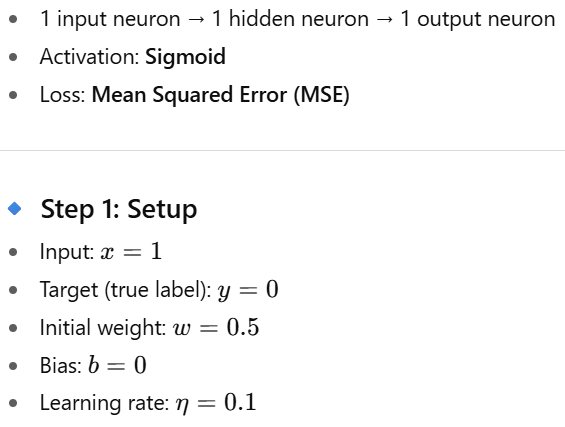 1 input neuron → 1 hidden neuron → 1 output neuron
Activation: Sigmoid
Loss: Mean Squared Error (MSE)
Step 1: Setup
Input: x = 1
Target (true label): y = 0
Initial weight: w = 0.5
Bias: b = 0
Learning rate: η = 0.1